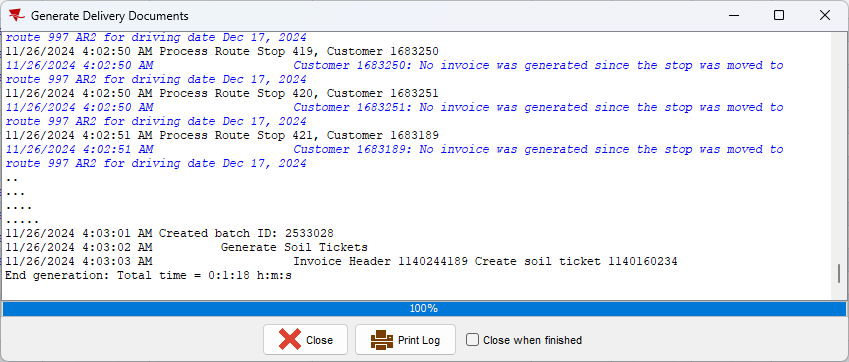 Generate Delivery Documents
route 997 AR2 for driving date Dec 17, 2024
11/26/2024 4:02:50 AM Process Route Stop 419, Customer 1683250
11/26/2024 4:02:50 AM Customer 1683250: No invoice was generated since the stop was moved to
route 997 AR2 for driving date Dec 17, 2024
11/26/2024 4:02:50 AM Process Route Stop 420, Customer 1683251
11/26/2024 4:02:50 AM Customer 1683251: No invoice was generated since the stop was moved to
route 997 AR2 for driving date Dec 17, 2024
11/26/2024 4:02:51 AM Process Route Stop 421, Customer 1683189
11/26/2024 4:02:51 AM Customer 1683189: No invoice was generated since the stop was moved to
route 997 AR2 for driving date Dec 17, 2024
..
...
....
.....
11/26/2024 4:03:01 AM Created batch ID: 2533028
11/26/2024 4:03:02 AM Generate Soil Tickets
11/26/2024 4:03:03 AM Invoice Header 1140244189 Create soil ticket 1140160234
End generation: Total time = 0:1:18 h:m:s
100%
Close
Print Log
Close when finished